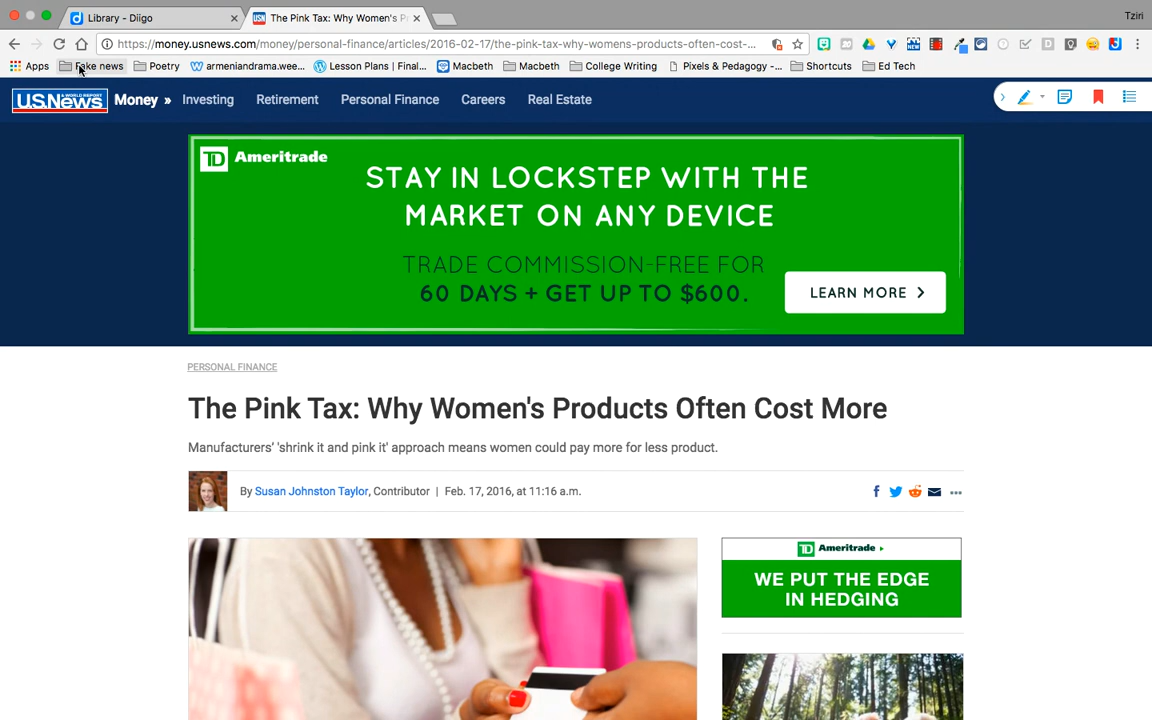 Library - Diigo
The Pink Tax: Why Women's P
Tziri
https://money.usnews.com/money/personal-finance/articles/2016-02-17/the-pink-tax-why-womens-products-often-cost-...
Apps
Fake news
Poetry
armeniandrama.wee...
Lesson Plans | Final...
Macbeth
Macbeth
College Writing
Pixels & Pedagogy -...
Shortcuts
Ed Tech
U.S.News
Money »
Investing
Retirement
Personal Finance
Careers
Real Estate
TD Ameritrade
STAY IN LOCKSTEP WITH THE
MARKET ON ANY DEVICE
TRADE COMMISSION-FREE FOR
60 DAYS + GET UP TO $600.
LEARN MORE >
PERSONAL FINANCE
The Pink Tax: Why Women's Products Often Cost More
Manufacturers' 'shrink it and pink it' approach means women could pay more for less product.
By Susan Johnston Taylor, Contributor | Feb. 17, 2016, at 11:16 a.m.
TD Ameritrade
WE PUT THE EDGE
IN HEDGING